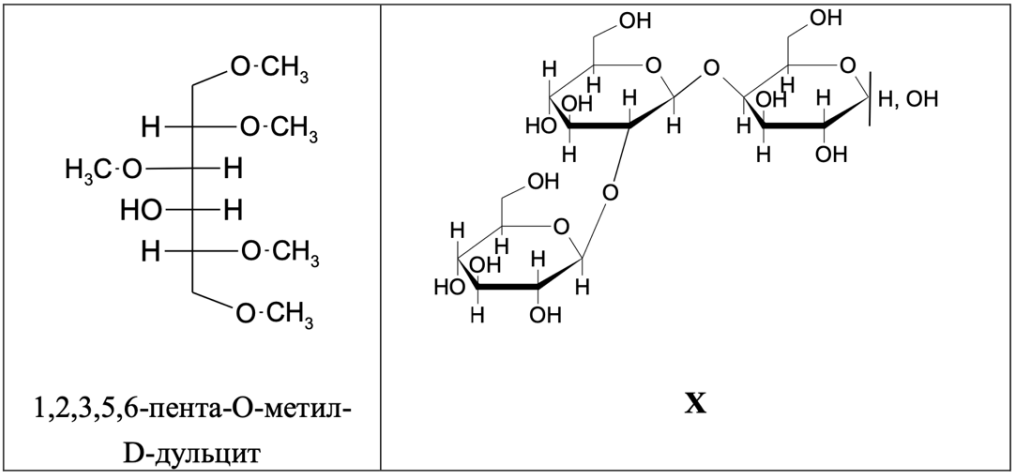 O-CH₃
H O-CH₃
H₃C-O H
HO H
H O-CH₃
O-CH₃
1,2,3,5,6-пента-О-метил-
D-дульцит
OH OH
H O O O
H H
OH H OH H H, OH
HO H H
H H OH
OH
O
H O
H
OH H
HO H
H OH
X